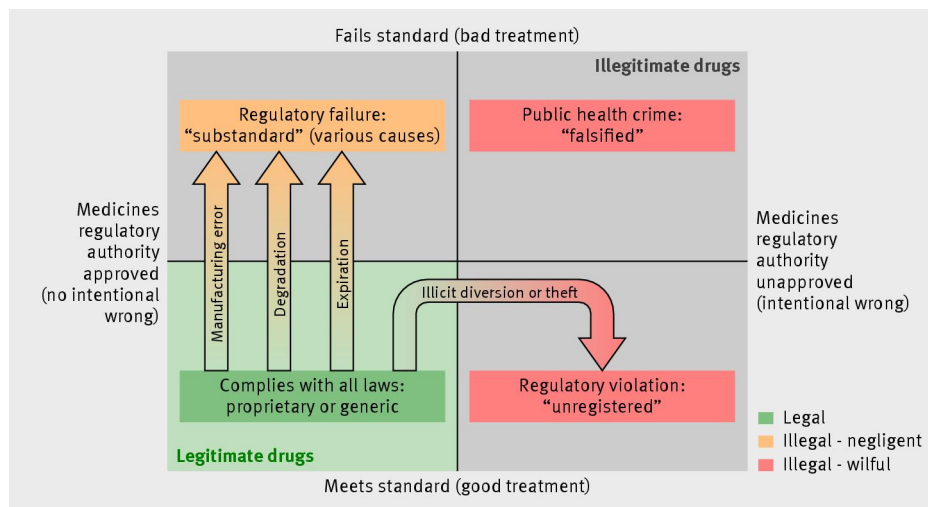 Fails standard (bad treatment)
Illegitimate drugs
Regulatory failure:
“substandard” (various causes)
Public health crime:
“falsified”
Medicines
regulatory
authority
approved
(no intentional
wrong)
Manufacturing error
Degradation
Expiration
Illicit diversion or theft
Medicines
regulatory
authority
unapproved
(intentional wrong)
Complies with all laws:
proprietary or generic
Regulatory violation:
“unregistered”
Legitimate drugs
Meets standard (good treatment)
Legal
Illegal - negligent
Illegal - wilful